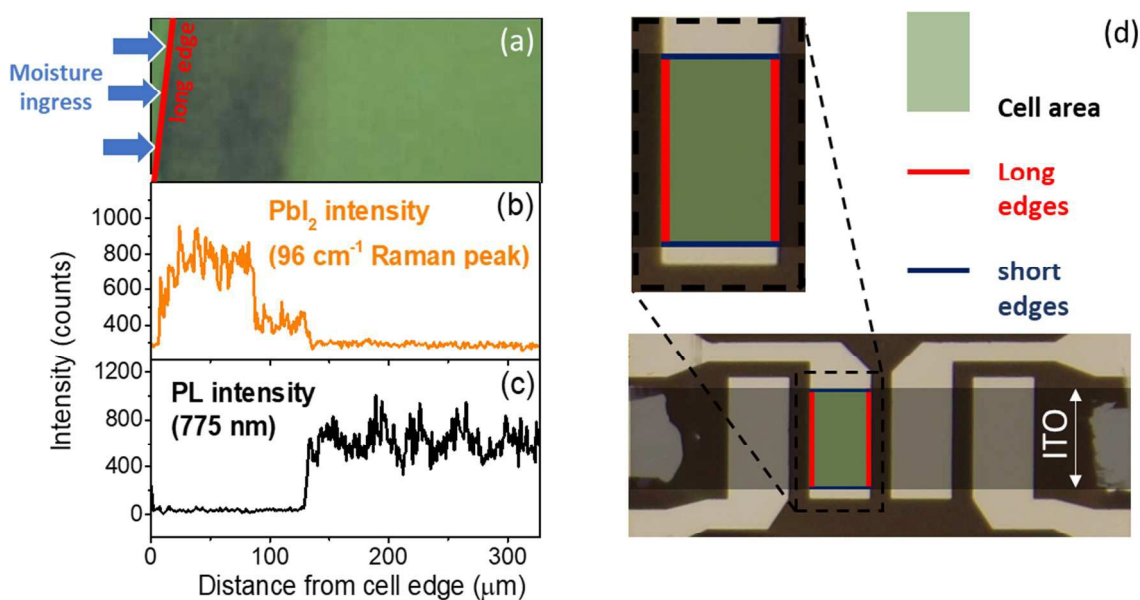 (a)
Moisture
ingress
long edge
(b)
PbI₂ intensity
(96 cm⁻¹ Raman peak)
1000
800
600
400
(c)
PL intensity
(775 nm)
1200
800
400
0
Intensity (counts)
0
100
200
300
Distance from cell edge (μm)
(d)
Cell area
Long
edges
short
edges
ITO